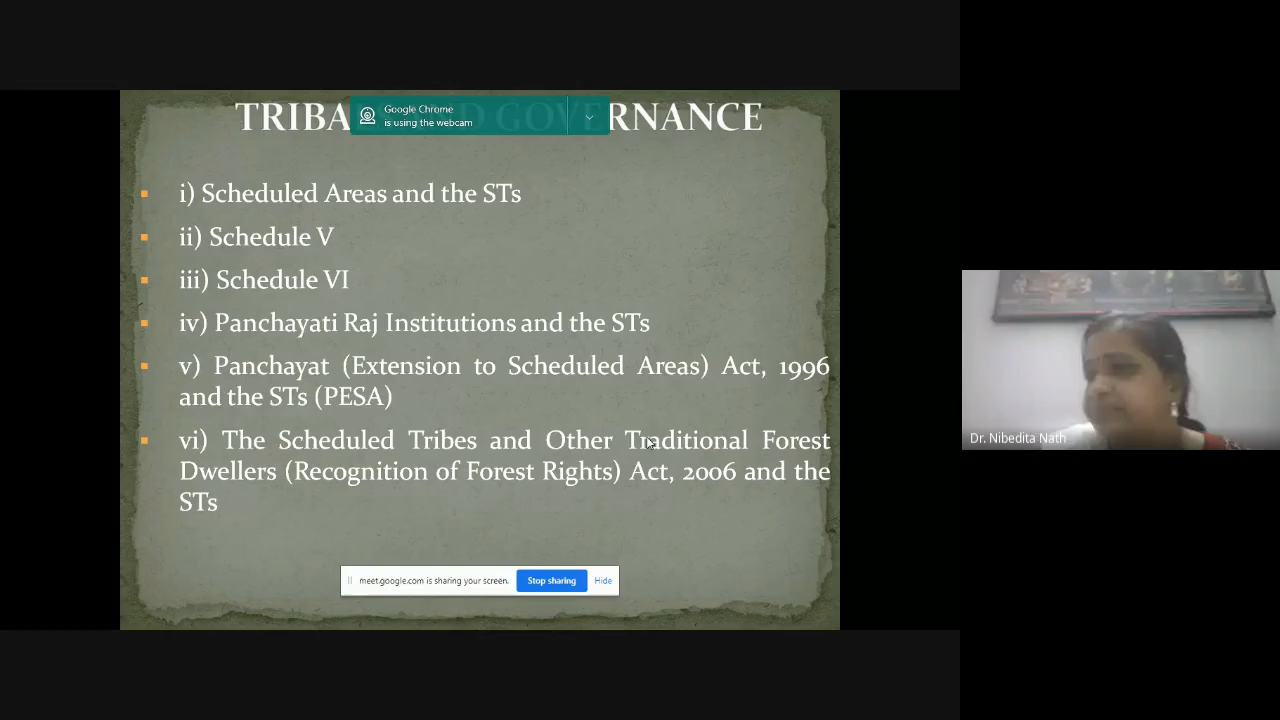 TRIBA ND GOVERNANCE
Google Chrome
is using the webcam
i) Scheduled Areas and the STs
ii) Schedule V
iii) Schedule VI
iv) Panchayati Raj Institutions and the STs
v) Panchayat (Extension to Scheduled Areas) Act, 1996
and the STs (PESA)
vi) The Scheduled Tribes and Other Traditional Forest
Dwellers (Recognition of Forest Rights) Act, 2006 and the
STs
meet.google.com is sharing your screen. Stop sharing Hide
Dr. Nibedita Nath